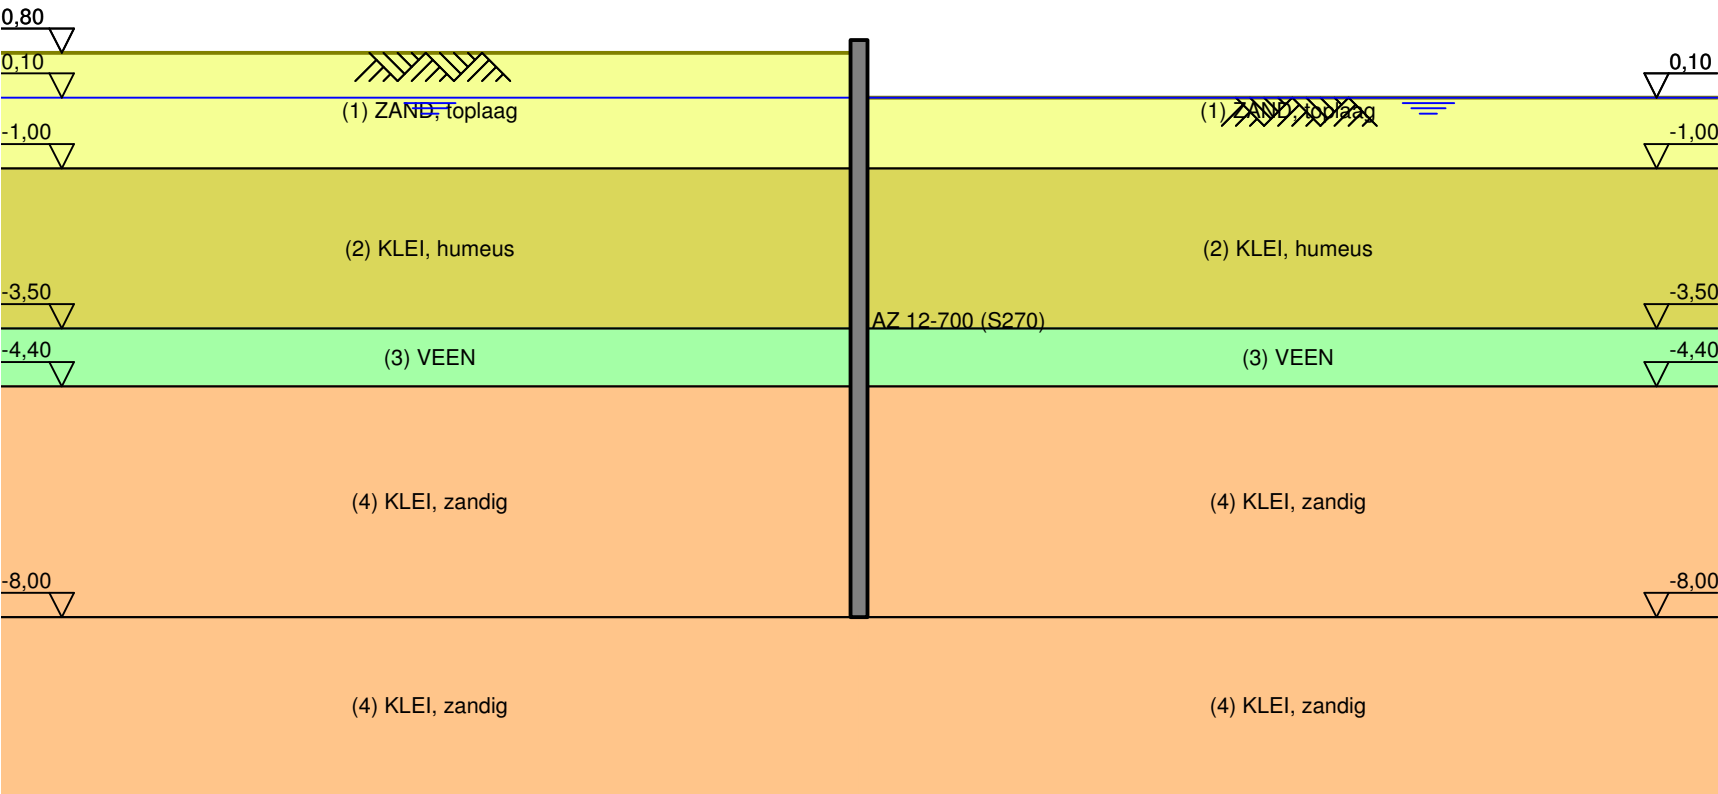 0,80
0,10
0,10
(1) ZAND, toplaag
(1) ZAND, toplaag
-1,00
-1,00
(2) KLEI, humeus
(2) KLEI, humeus
-3,50
-3,50
AZ 12-700 (S270)
-4,40
(3) VEEN
(3) VEEN
-4,40
(4) KLEI, zandig
(4) KLEI, zandig
-8,00
-8,00
(4) KLEI, zandig
(4) KLEI, zandig